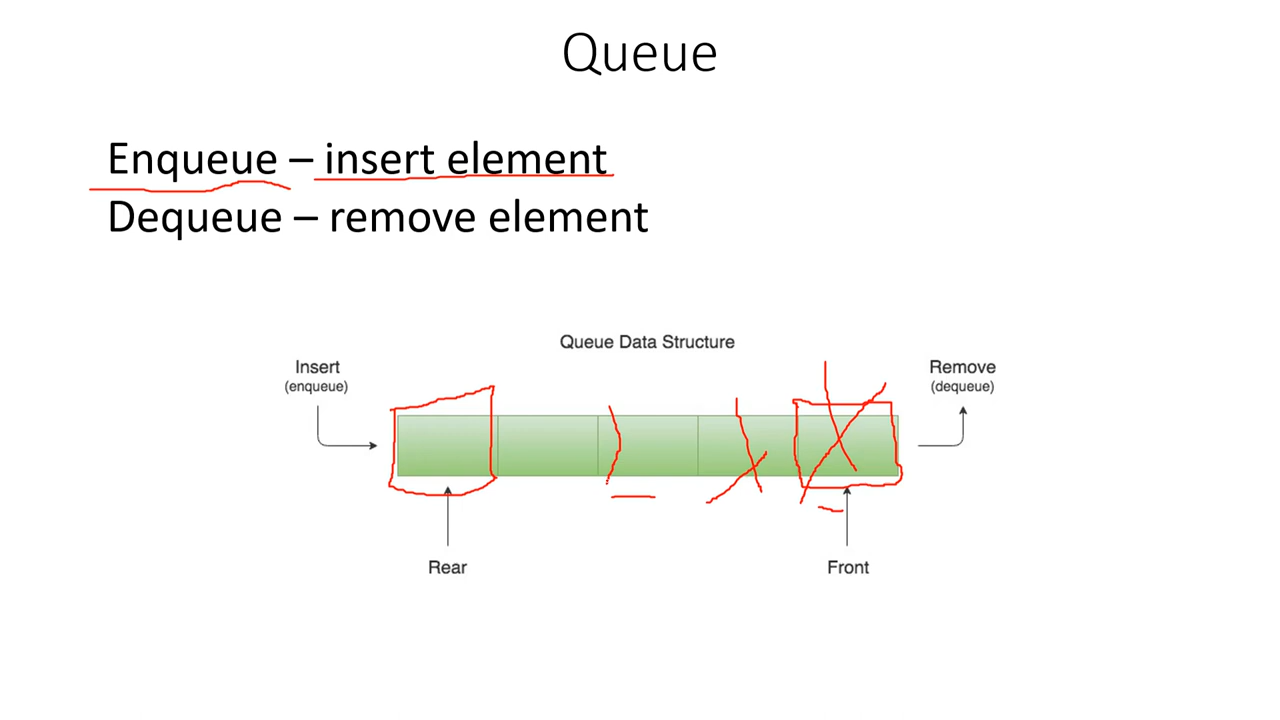 Queue
Enqueue – insert element
Dequeue – remove element
Queue Data Structure
Insert
(enqueue)
Remove
(dequeue)
Rear
Front